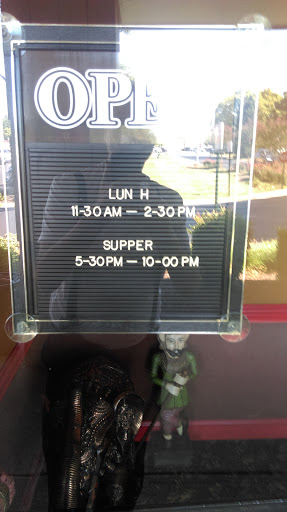 OPE
LUN H
11-30 AM — 2-30 PM
SUPPER
5-30 PM — 10-00 PM